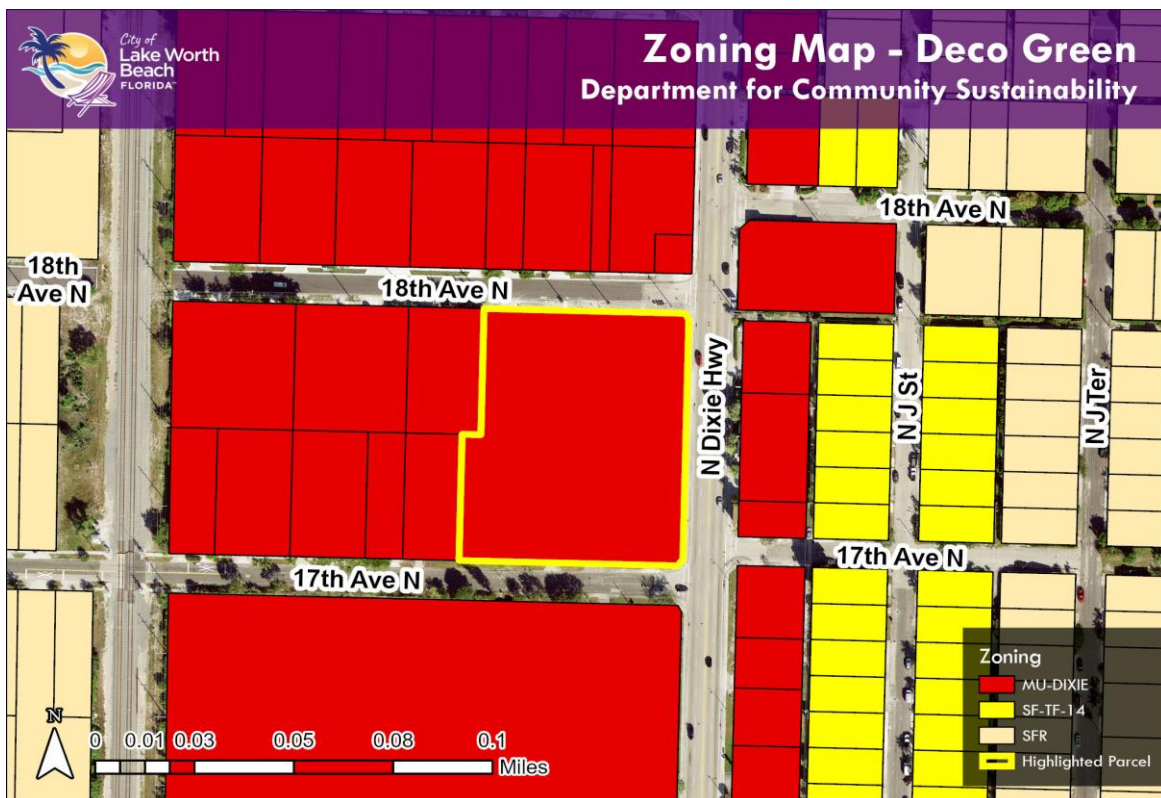 City of
Lake Worth
Beach
FLORIDA™
Zoning Map - Deco Green
Department for Community Sustainability
18th Ave N
18th
Ave N
18th Ave N
N Dixie Hwy
N J St
N J Ter
17th Ave N
17th Ave N
Zoning
MU-DIXIE
SF-TF-14
SFR
Highlighted Parcel
N
0 0.01 0.03 0.05 0.08 0.1
Miles